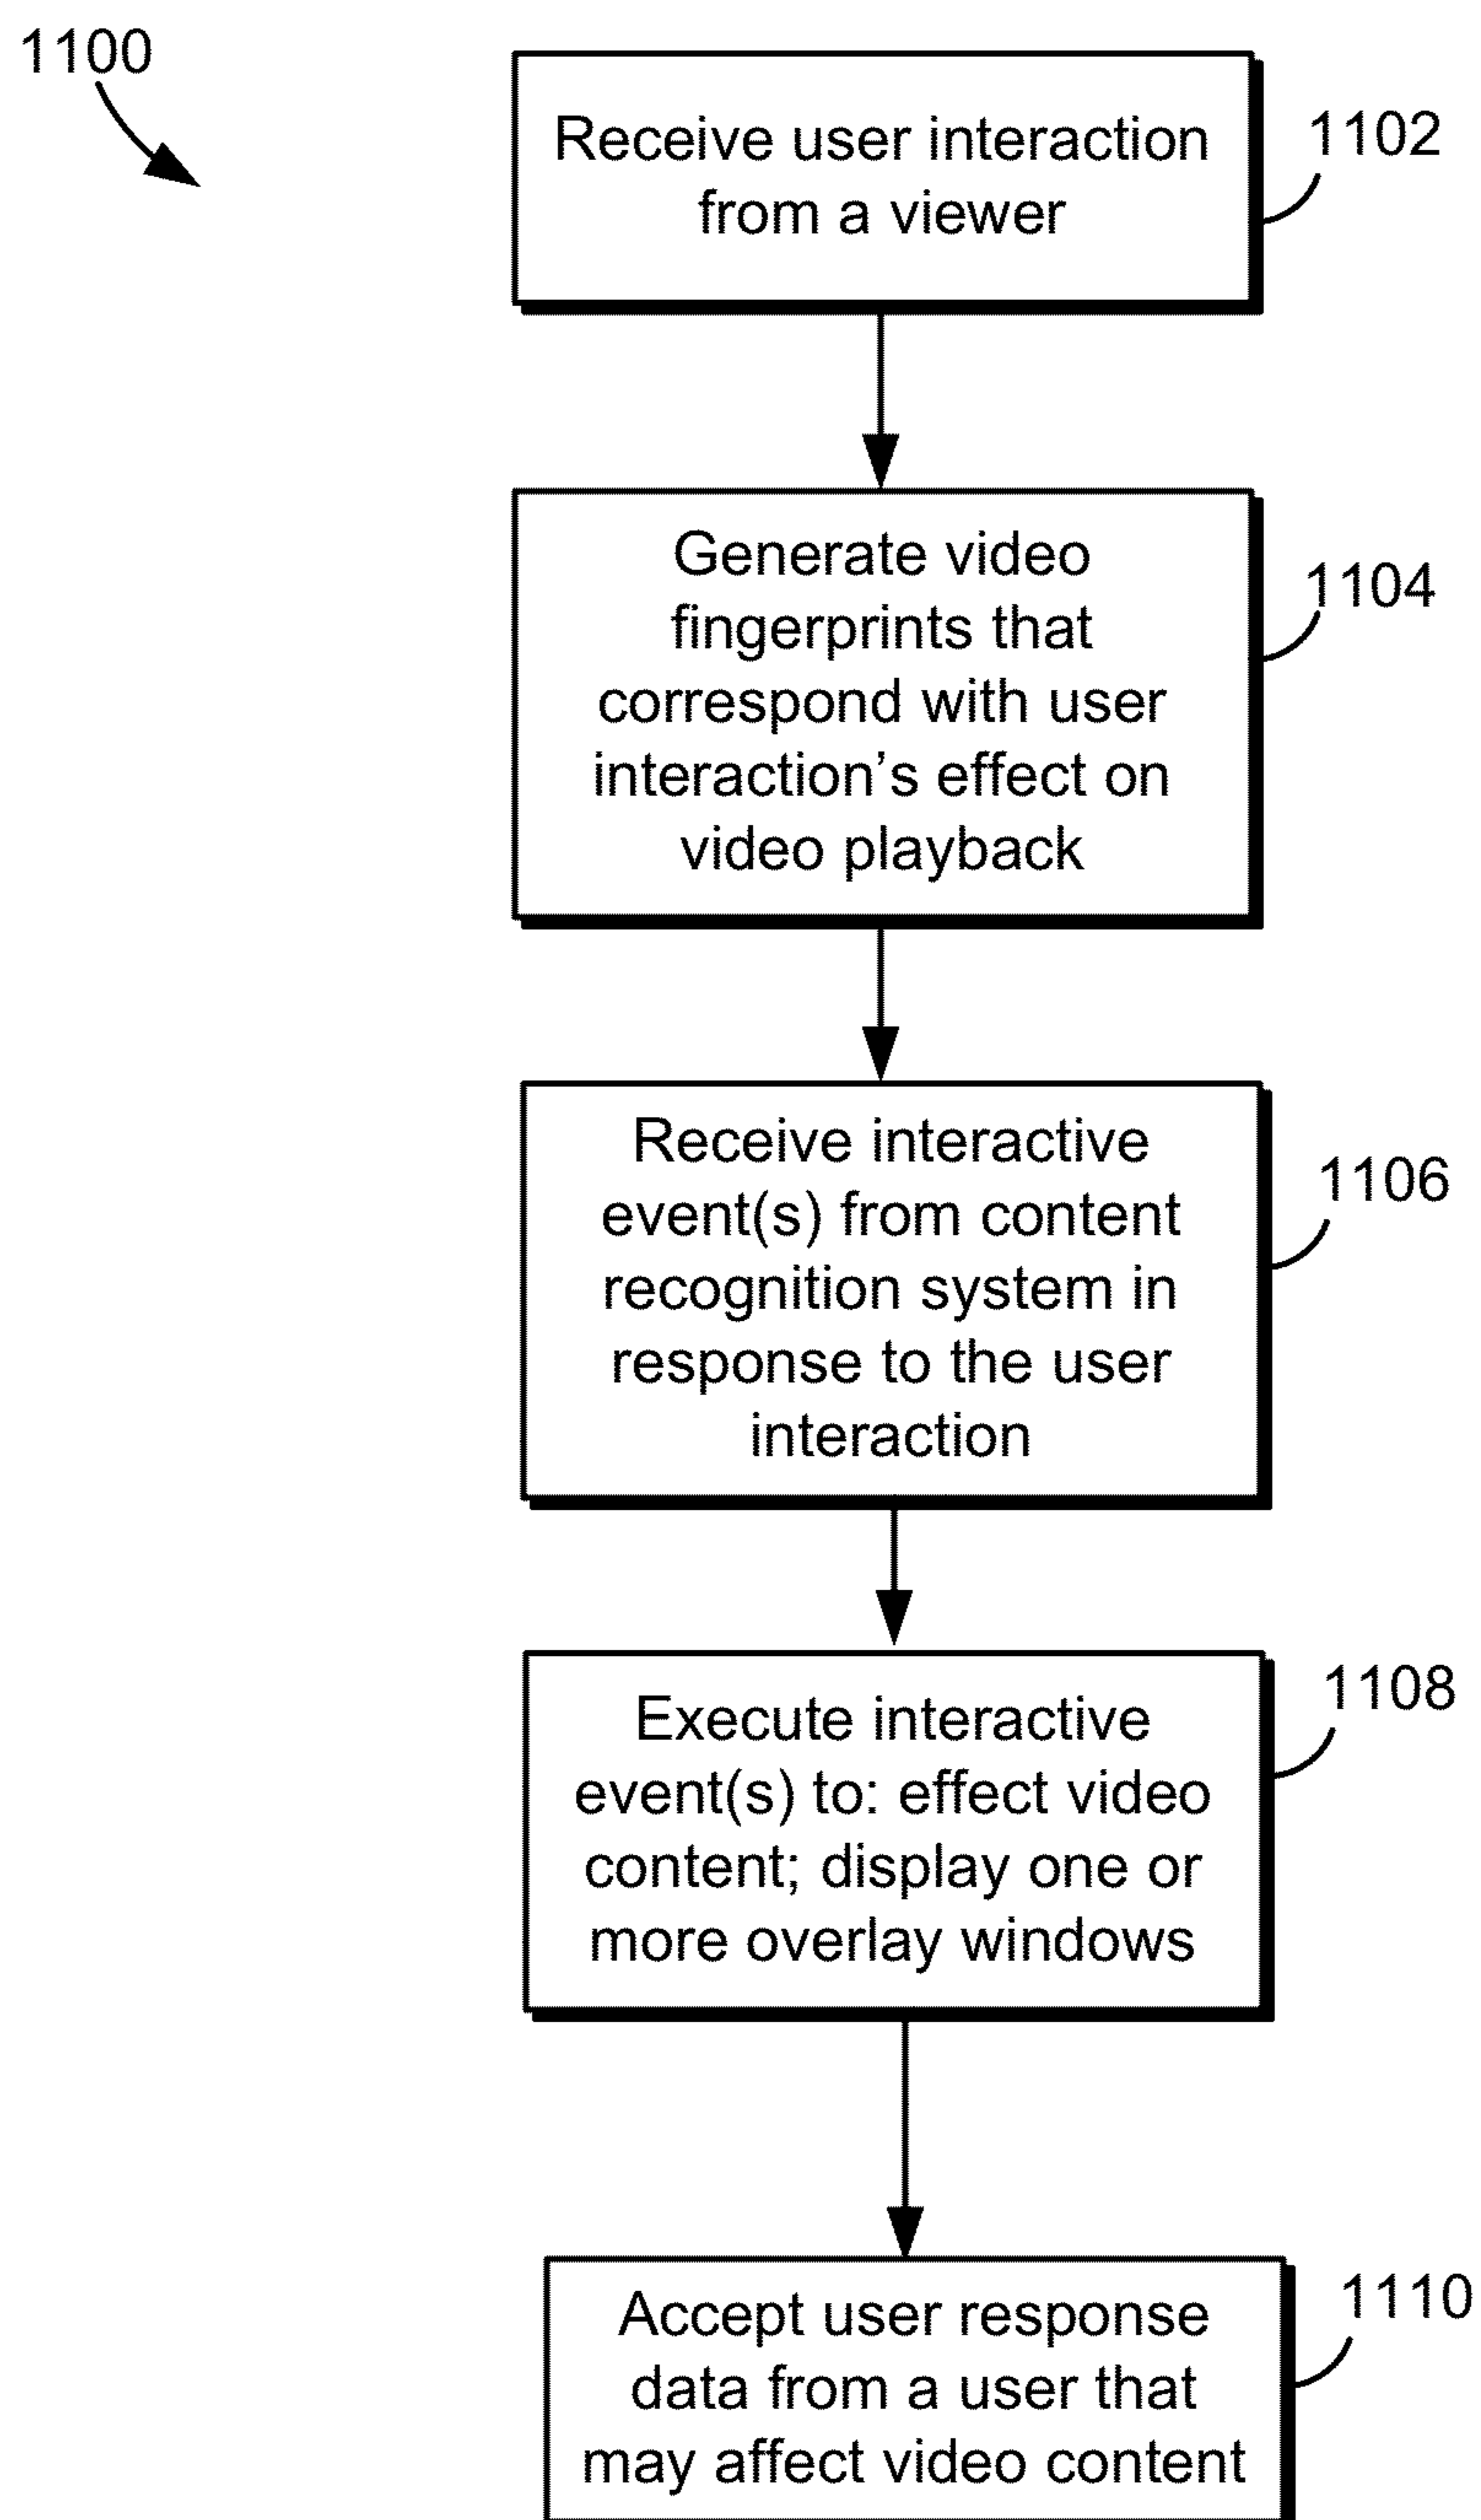 1100
Receive user interaction
from a viewer
1102
Generate video
fingerprints that
correspond with user
interaction's effect on
video playback
1104
Receive interactive
event(s) from content
recognition system in
response to the user
interaction
1106
Execute interactive
event(s) to: effect video
content; display one or
more overlay windows
1108
Accept user response
data from a user that
may affect video content
1110